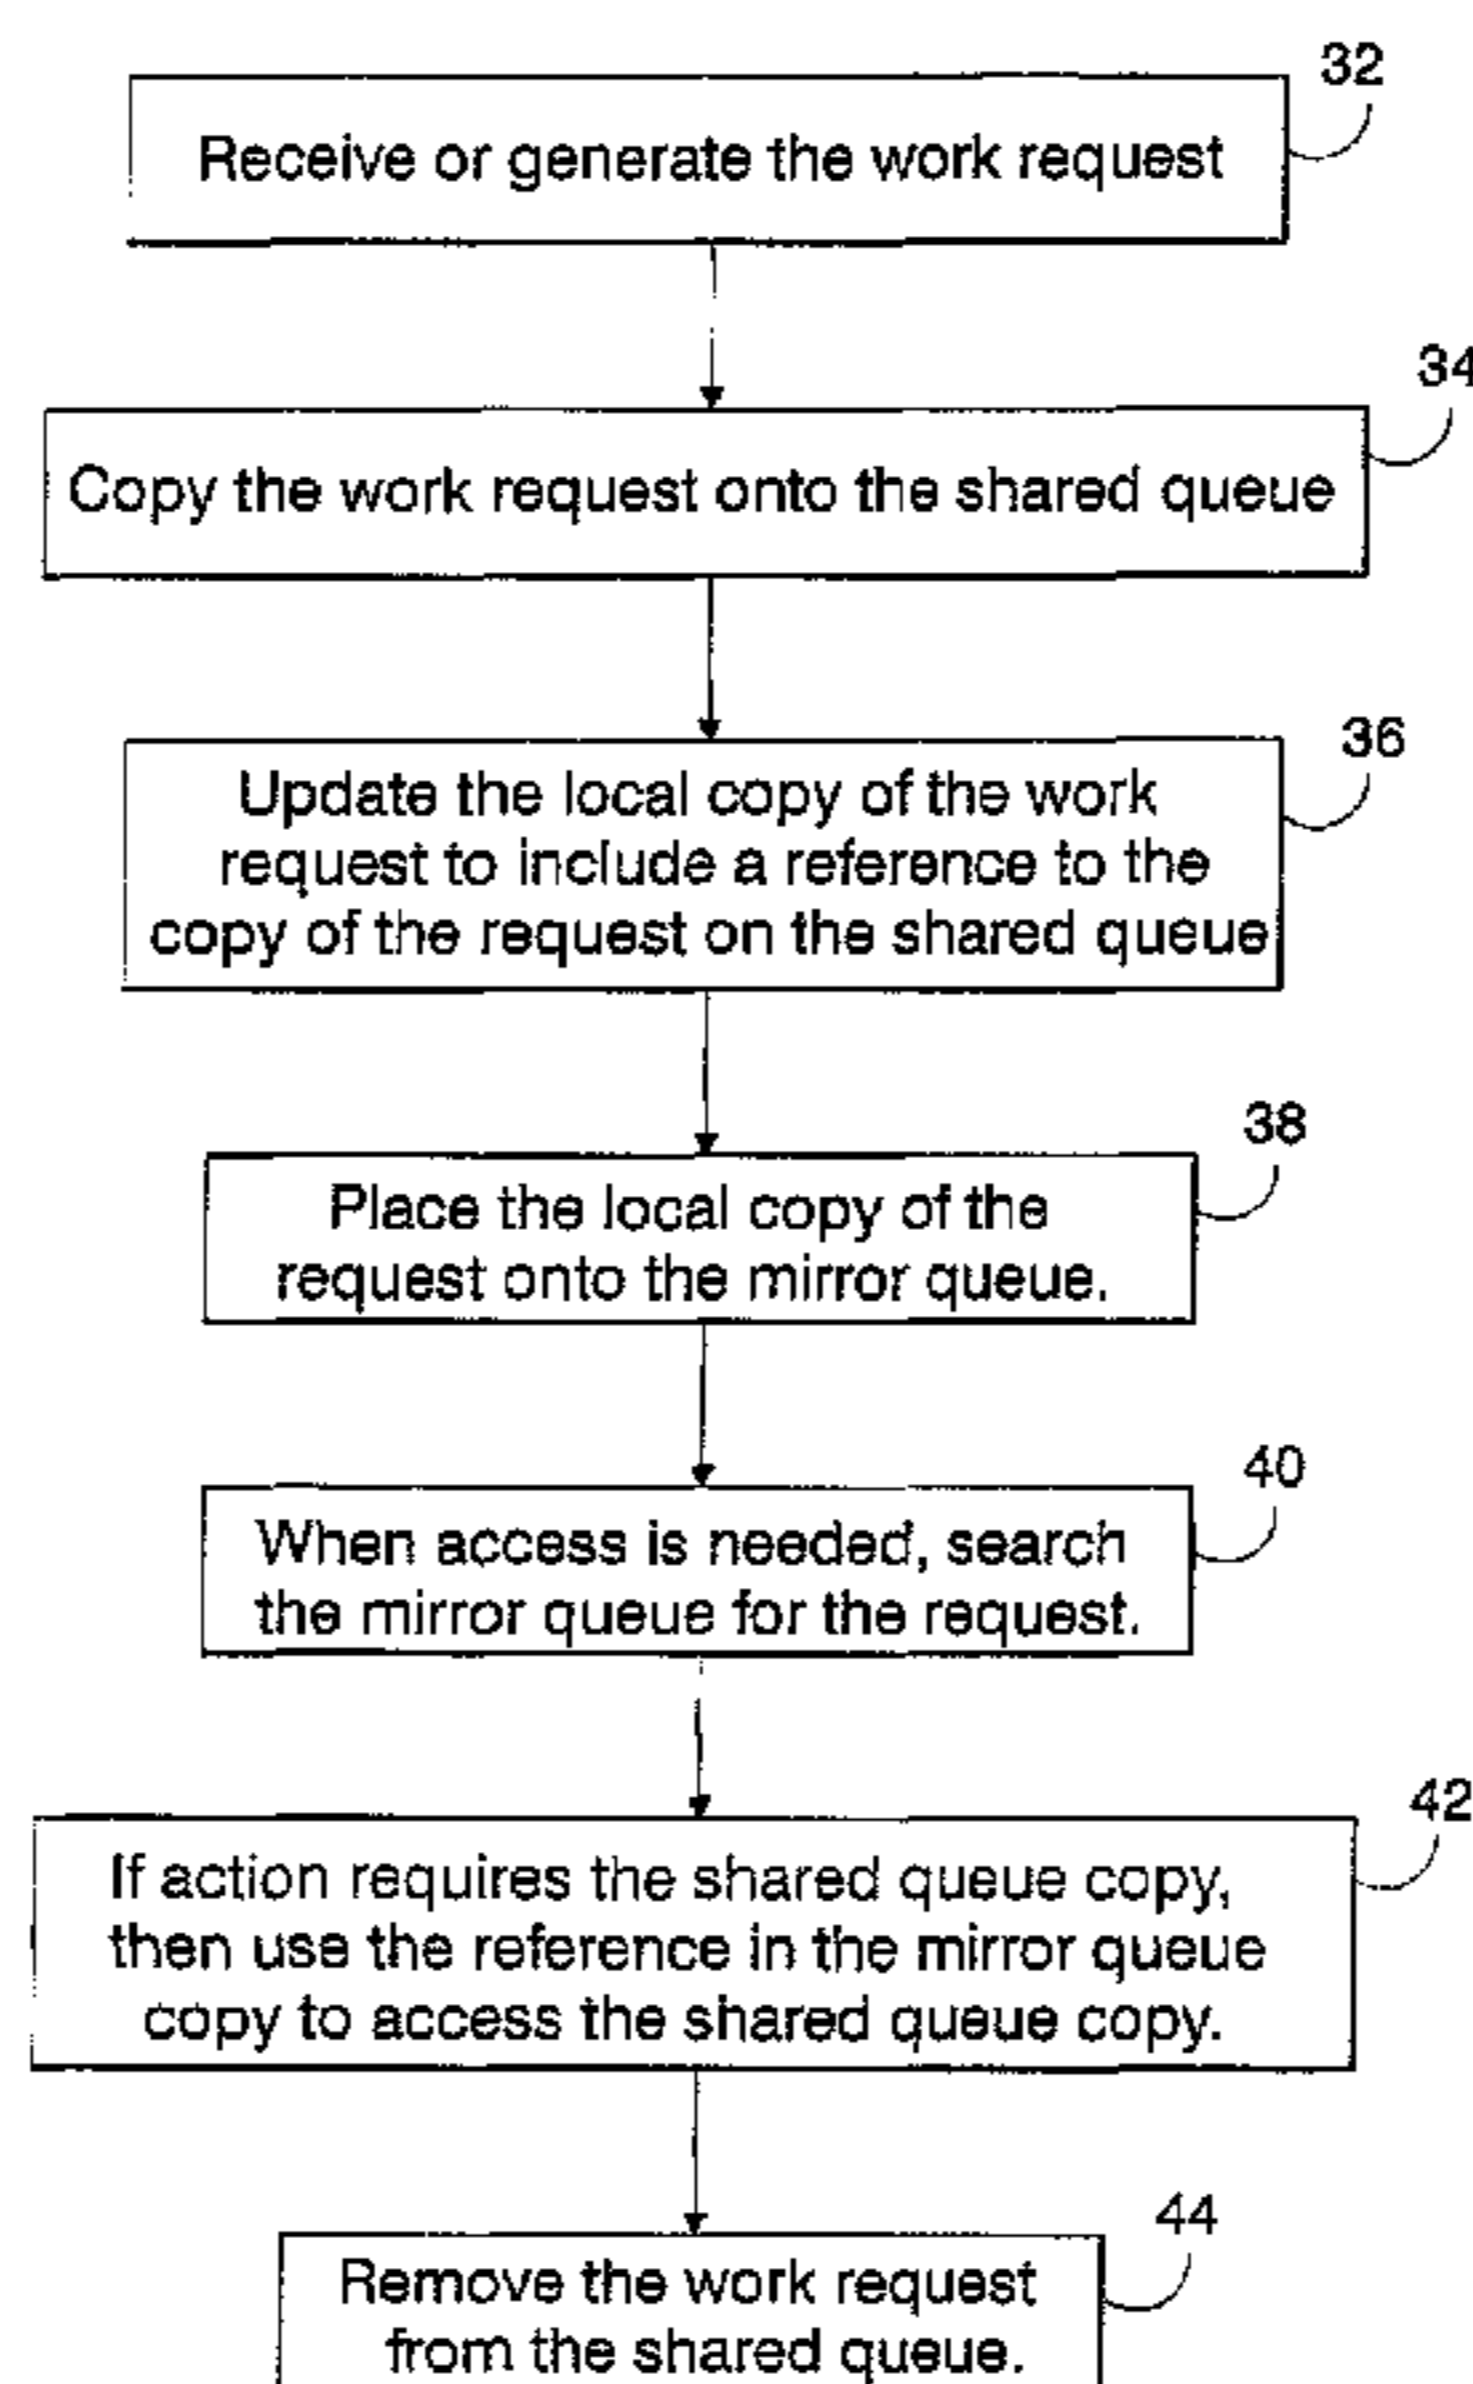 32
Receive or generate the work request
34
Copy the work request onto the shared queue
36
Update the local copy of the work
request to include a reference to the
copy of the request on the shared queue
38
Place the local copy of the
request onto the mirror queue.
40
When access is needed, search
the mirror queue for the request.
42
If action requires the shared queue copy,
then use the reference in the mirror queue
copy to access the shared queue copy.
44
Remove the work request
from the shared queue.